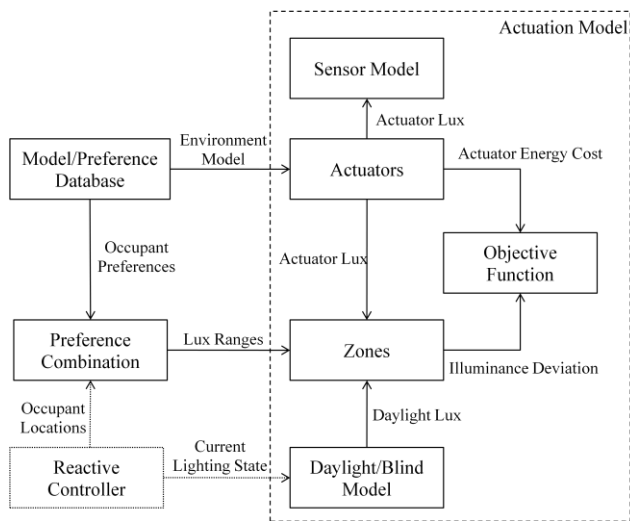 Actuation Model
Sensor Model
Actuator Lux
Environment
Model
Actuator Energy Cost
Model/Preference
Database
Actuators
Occupant
Preferences
Actuator Lux
Objective
Function
Preference
Combination
Lux Ranges
Zones
Illuminance Deviation
Occupant
Locations
Daylight Lux
Current
Lighting State
Reactive
Controller
Daylight/Blind
Model